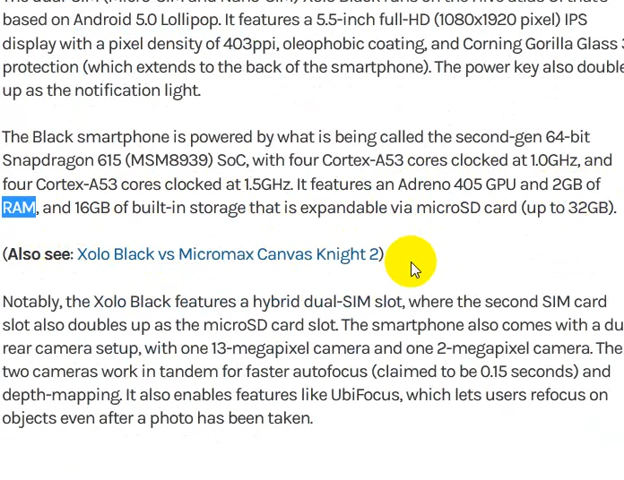 based on Android 5.0 Lollipop. It features a 5.5-inch full-HD (1080x1920 pixel) IPS
display with a pixel density of 403ppi, oleophobic coating, and Corning Gorilla Glass
protection (which extends to the back of the smartphone). The power key also double
up as the notification light.
The Black smartphone is powered by what is being called the second-gen 64-bit
Snapdragon 615 (MSM8939) SoC, with four Cortex-A53 cores clocked at 1.0GHz, and
four Cortex-A53 cores clocked at 1.5GHz. It features an Adreno 405 GPU and 2GB of
RAM, and 16GB of built-in storage that is expandable via microSD card (up to 32GB).
(Also see: Xolo Black vs Micromax Canvas Knight 2)
Notably, the Xolo Black features a hybrid dual-SIM slot, where the second SIM card
slot also doubles up as the microSD card slot. The smartphone also comes with a du
rear camera setup, with one 13-megapixel camera and one 2-megapixel camera. The
two cameras work in tandem for faster autofocus (claimed to be 0.15 seconds) and
depth-mapping. It also enables features like UbiFocus, which lets users refocus on
objects even after a photo has been taken.